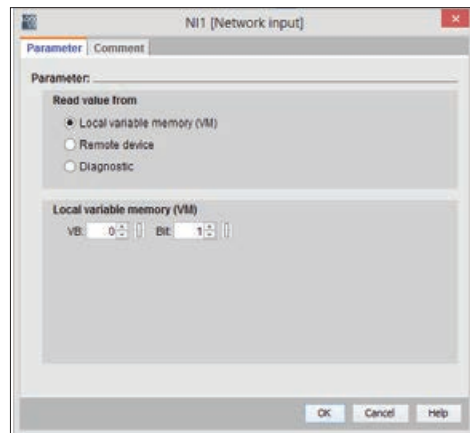 NI1 [Network input]
Parameter Comment
Parameter:
Read value from
Local variable memory (VM)
Remote device
Diagnostic
Local variable memory (VM)
VB: 0 Bit: 1
OK Cancel Help